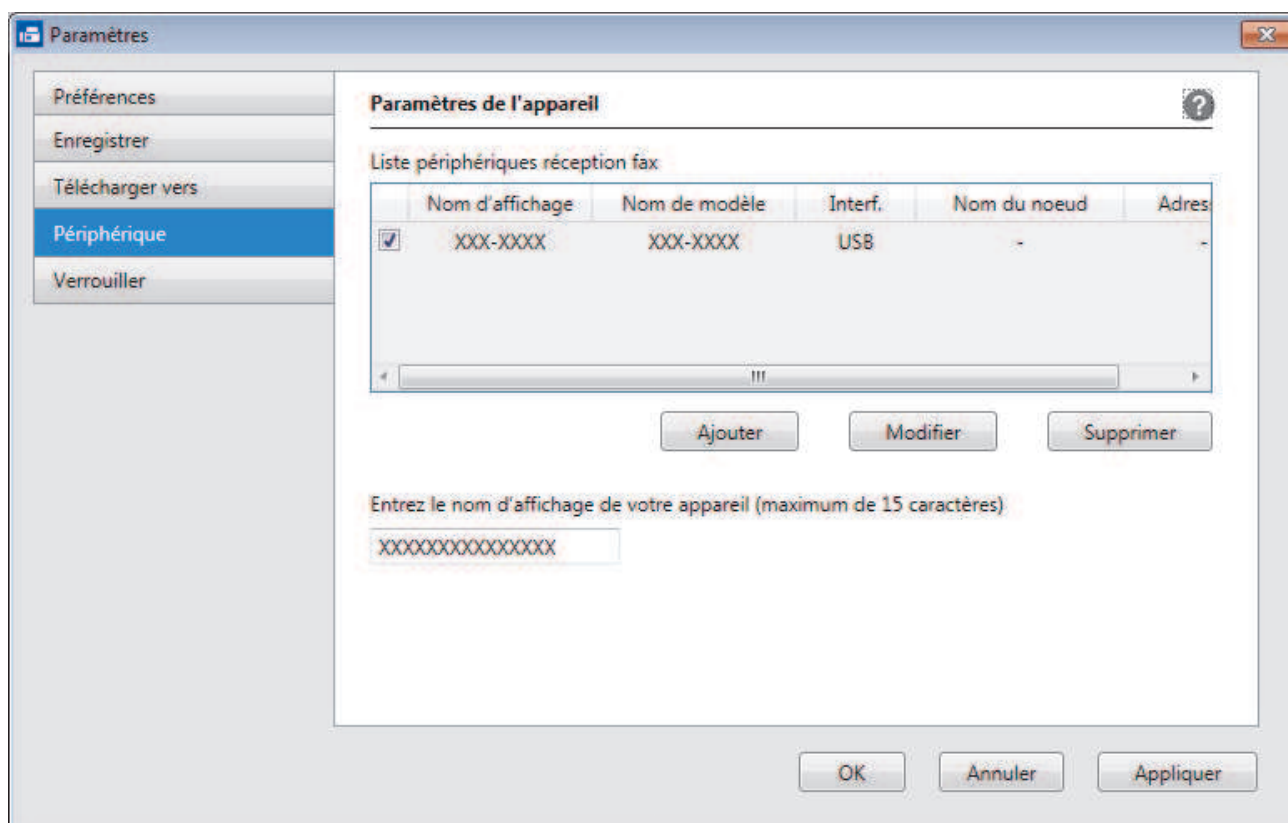 Paramètres
Préférences
Enregistrer
Télécharger vers
Périphérique
Verrouiller
Paramètres de l'appareil
?
Liste périphériques réception fax
Nom d'affichage Nom de modèle Interf. Nom du noeud Adres
XXX-XXXX XXX-XXXX USB - -
Ajouter Modifier Supprimer
Entrez le nom d'affichage de votre appareil (maximum de 15 caractères)
XXXXXXXXXXXXXXX
OK Annuler Appliquer